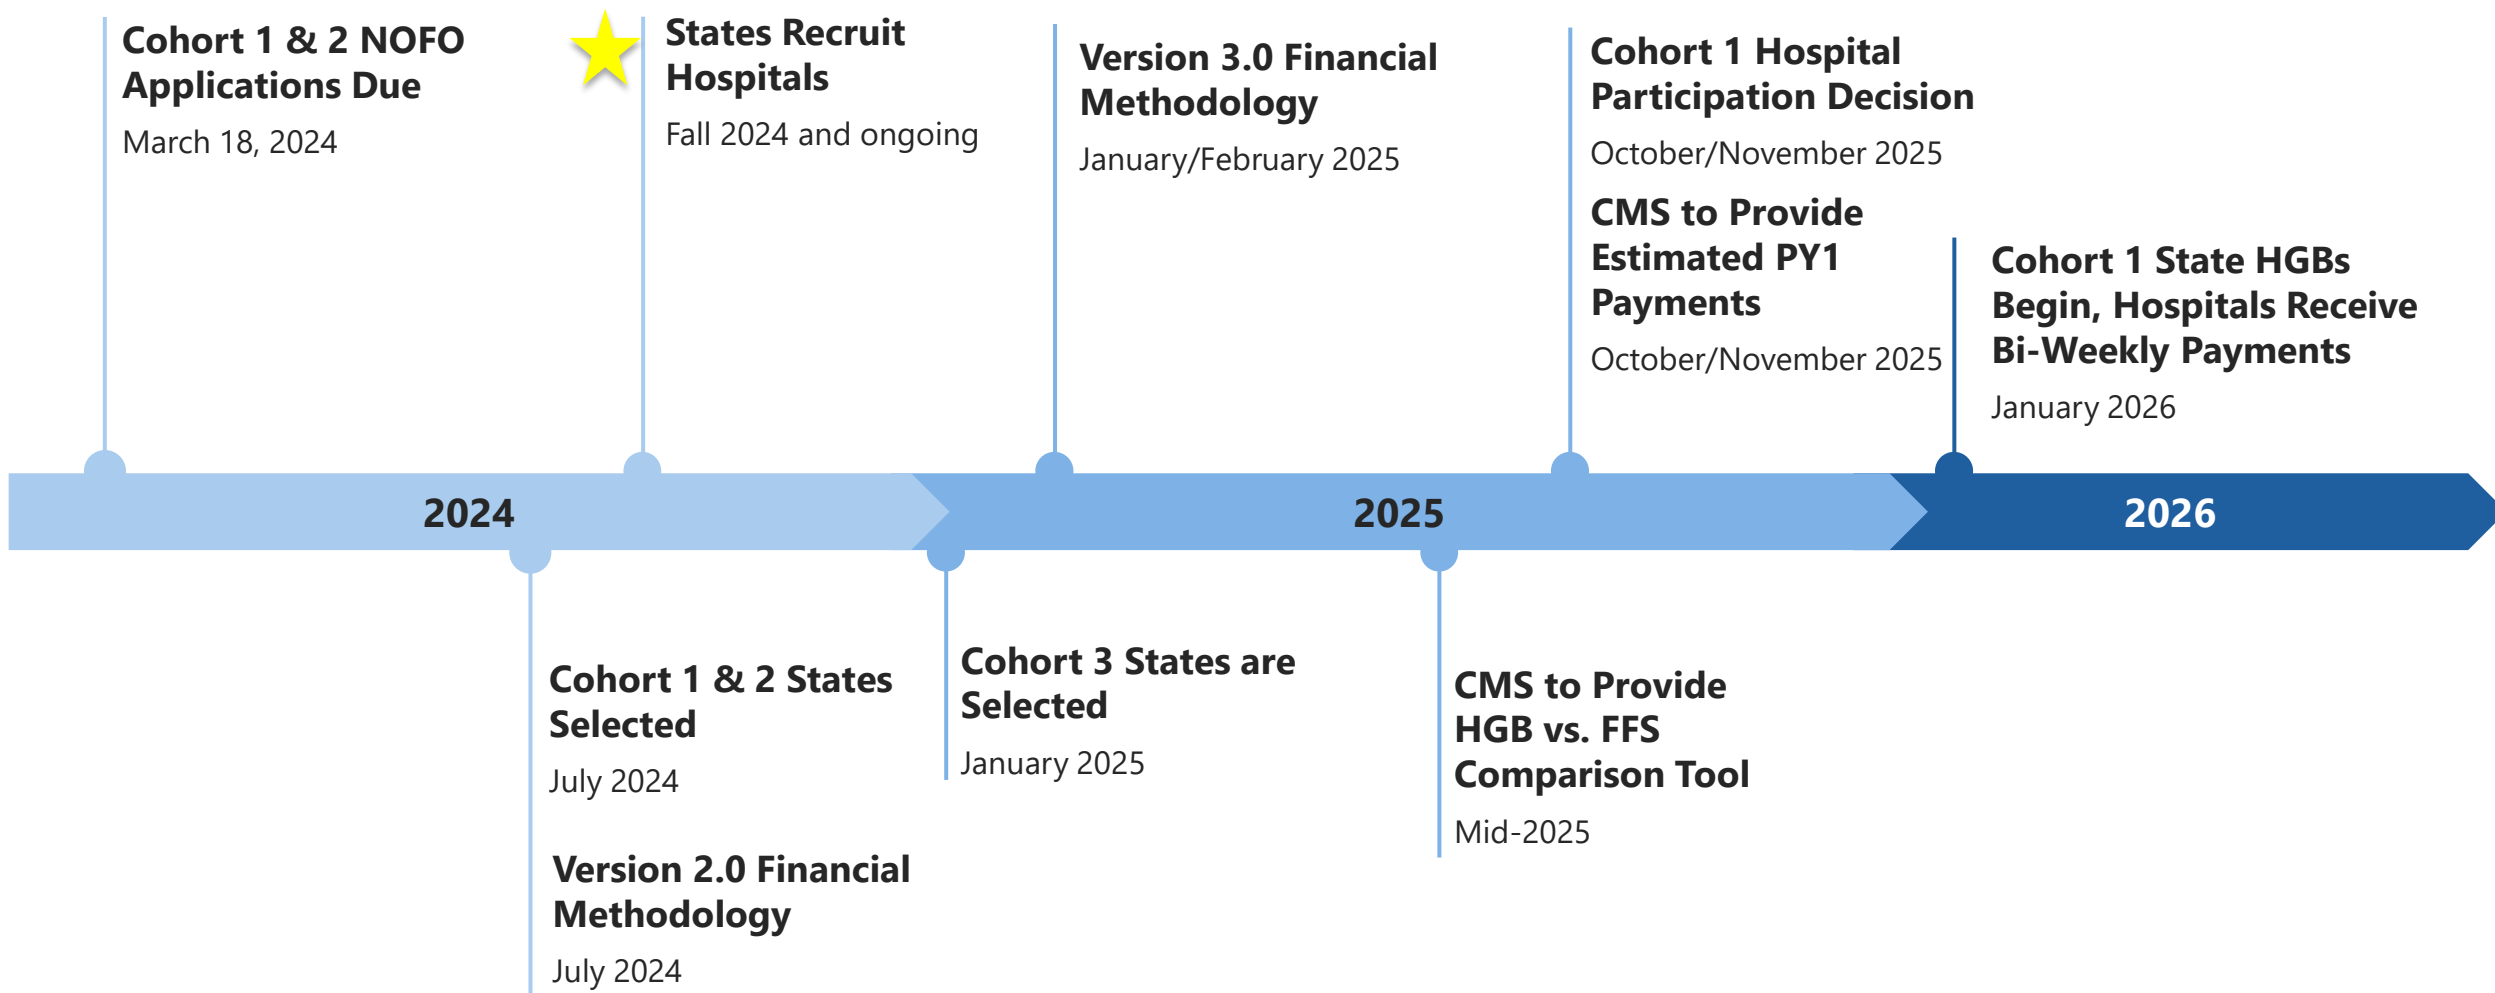 Cohort 1 & 2 NOFO
Applications Due
March 18, 2024
States Recruit
Hospitals
Fall 2024 and ongoing
Version 3.0 Financial
Methodology
January/February 2025
Cohort 1 Hospital
Participation Decision
October/November 2025
CMS to Provide
Estimated PY1
Payments
October/November 2025
Cohort 1 State HGBs
Begin, Hospitals Receive
Bi-Weekly Payments
January 2026
2024
2025
2026
Cohort 1 & 2 States
Selected
July 2024
Version 2.0 Financial
Methodology
July 2024
Cohort 3 States are
Selected
January 2025
CMS to Provide
HGB vs. FFS
Comparison Tool
Mid-2025